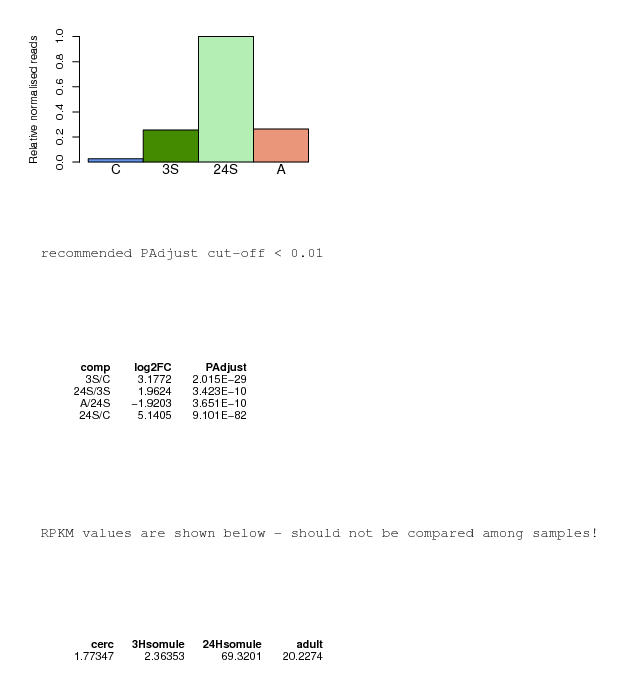 Relative normalised reads
1.0
0.8
0.6
0.4
0.2
0.0
C 3S 24S A
recommended PAdjust cut-off < 0.01
comp log2FC PAdjust
3S/C 3.1772 2.015E−29
24S/3S 1.9624 3.423E−10
A/24S −1.9203 3.651E−10
24S/C 5.1405 9.101E−82
RPKM values are shown below - should not be compared among samples!
cerc 3Hsomule 24Hsomule adult
1.77347 2.36353 69.3201 20.2274